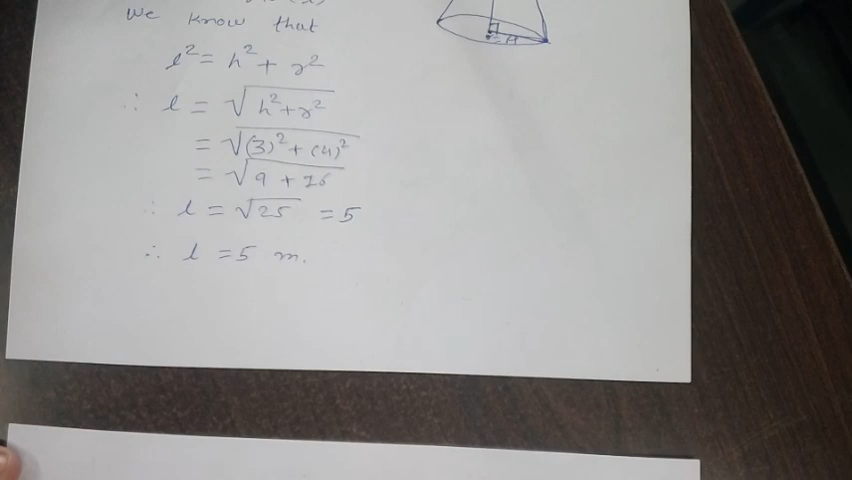 We know that
l² = h² + r²
∴ l = √h²+r²
= √(3)²+(4)²
= √9 + 16
∴ l = √25 = 5
∴ l = 5 m.